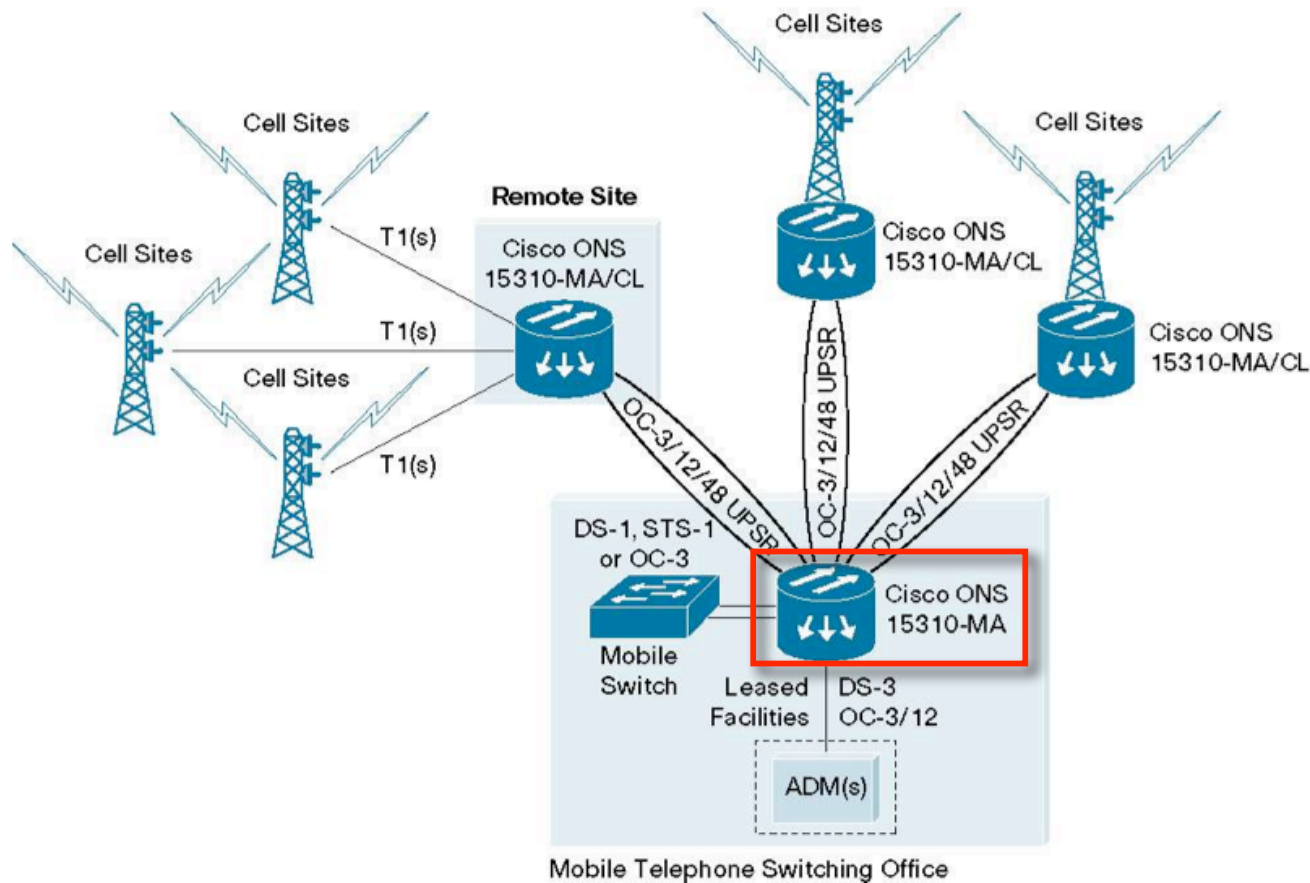 Cell Sites
Cell Sites
Cell Sites
Remote Site
T1(s)
Cisco ONS
15310-MA/CL
Cisco ONS
15310-MA/CL
Cell Sites
T1(s)
Cisco ONS
15310-MA/CL
Cell Sites
T1(s)
OC-3/12/48 UPSR
OC-3/12/48 UPSR
OC-3/12/48 UPSR
DS-1, STS-1
or OC-3
Cisco ONS
15310-MA
Mobile
Switch
Leased
Facilities
DS-3
OC-3/12
ADM(s)
Mobile Telephone Switching Office